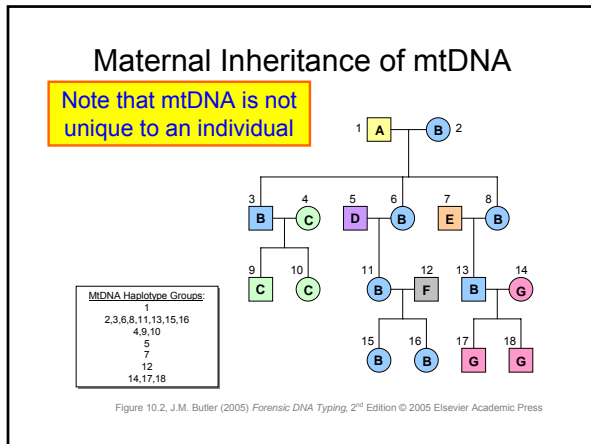 Maternal Inheritance of mtDNA
Note that mtDNA is not
unique to an individual
1 A B 2
3 4 5 6 7 8
B C D B E B
9 10 11 12 13 14
C C B F B G
15 16 17 18
B B G G
MtDNA Haplotype Groups:
1
2,3,6,8,11,13,15,16
4,9,10
5
7
12
14,17,18
Figure 10.2, J.M. Butler (2005) Forensic DNA Typing, 2nd Edition © 2005 Elsevier Academic Press